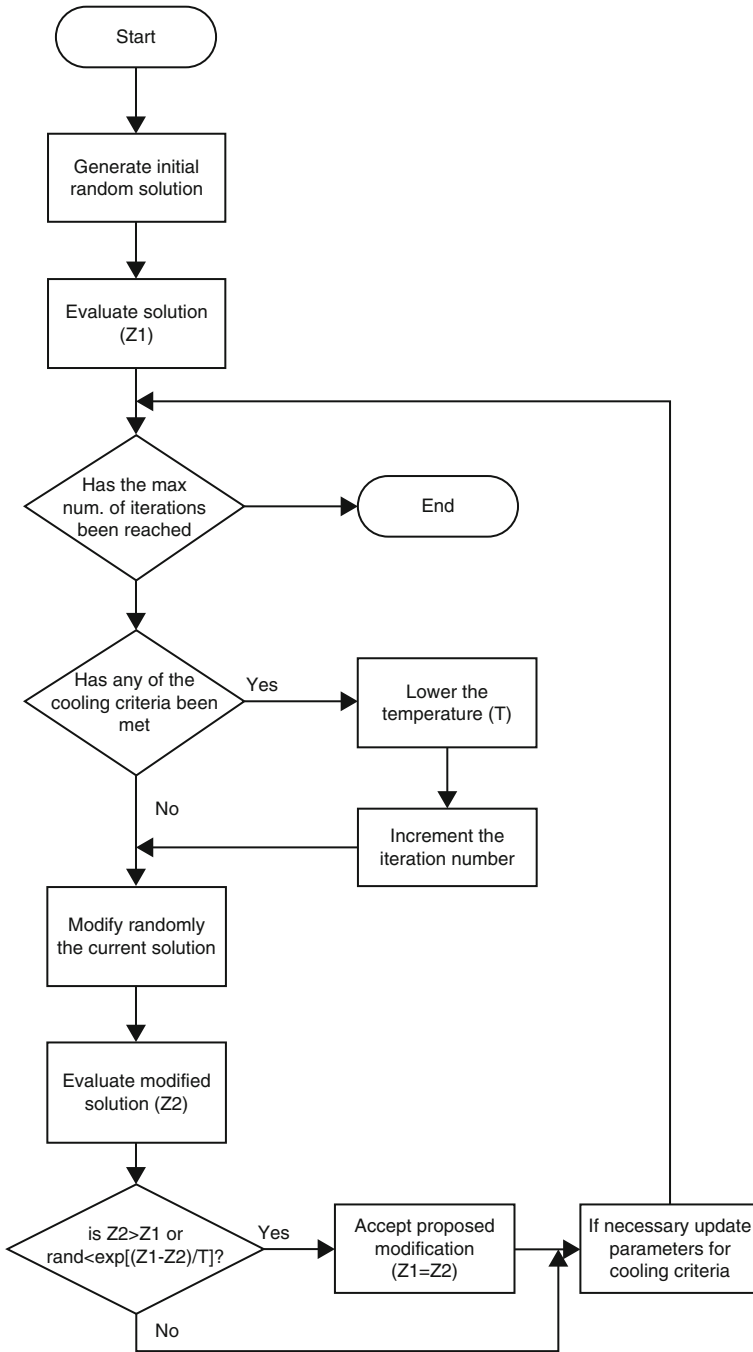 Start
Generate initial
random solution
Evaluate solution
(Z1)
Has the max
num. of iterations
been reached
End
Has any of the
cooling criteria been
met
Yes
Lower the
temperature (T)
No
Increment the
iteration number
Modify randomly
the current solution
Evaluate modified
solution (Z2)
is Z2>Z1 or
rand<exp[(Z1-Z2)/T]?
Yes
Accept proposed
modification
(Z1=Z2)
If necessary update
parameters for
cooling criteria
No